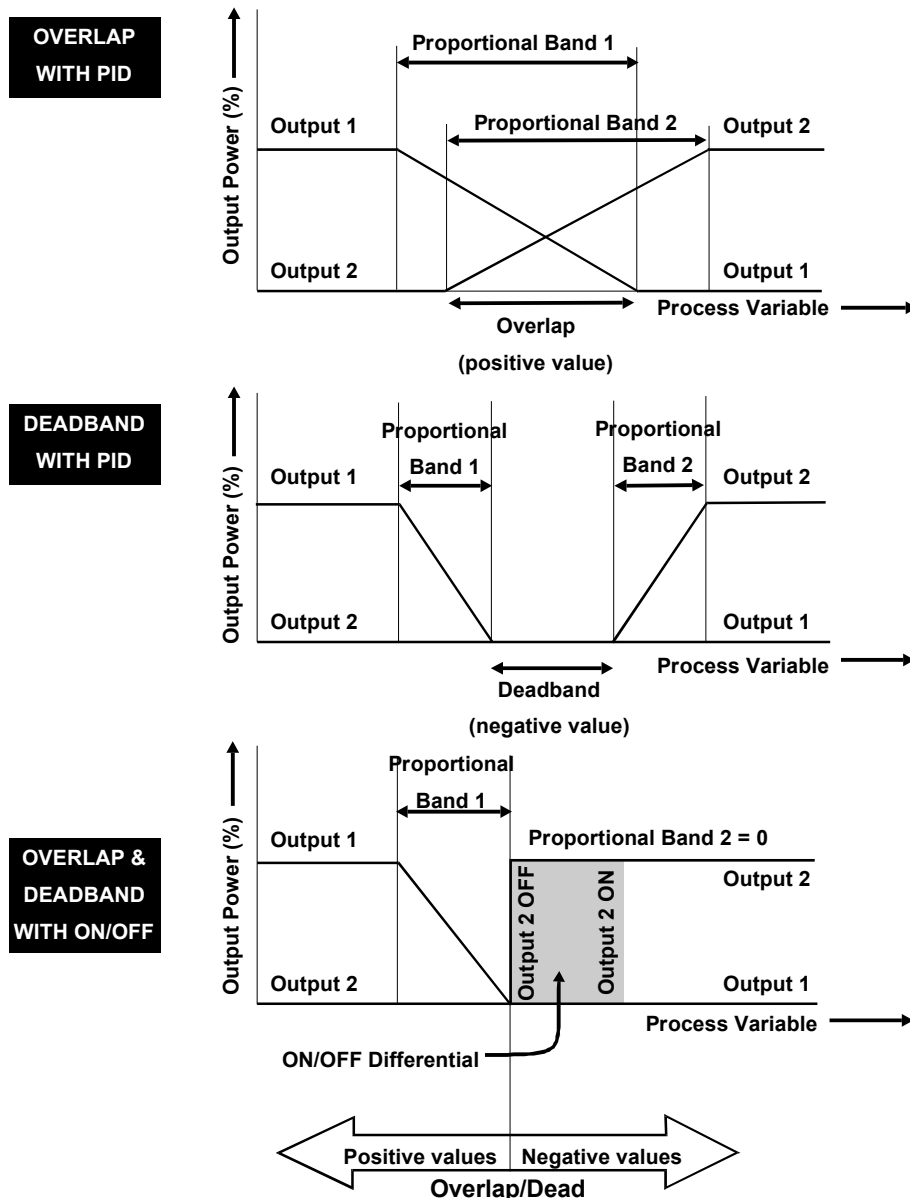 OVERLAP
WITH PID
Output Power (%)
Proportional Band 1
Output 1
Proportional Band 2
Output 2
Output 2
Output 1
Process Variable
Overlap
(positive value)
DEADBAND
WITH PID
Output Power (%)
Proportional
Band 1
Proportional
Band 2
Output 1
Output 2
Output 2
Output 1
Process Variable
Deadband
(negative value)
OVERLAP &
DEADBAND
WITH ON/OFF
Output Power (%)
Proportional
Band 1
Output 1
Proportional Band 2 = 0
Output 2 OFF
Output 2 ON
Output 2
Output 2
Output 1
Process Variable
ON/OFF Differential
Positive values
Negative values
Overlap/Dead